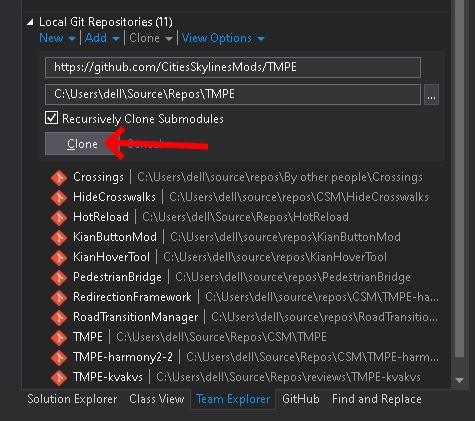 Local Git Repositories (11)
New | Add | Clone | View Options
https://github.com/CitiesSkylinesMods/TMPE
C:\Users\dell\Source\Repos\TMPE ...
Recursively Clone Submodules
Clone Cancel
Crossings | C:\Users\dell\source\repos\By other people\Crossings
HideCrosswalks | C:\Users\dell\source\repos\CSM\HideCrosswalks
HotReload | C:\Users\dell\Source\Repos\HotReload
KianButtonMod | C:\Users\dell\source\repos\KianButtonMod
KianHoverTool | C:\Users\dell\source\repos\KianHoverTool
PedestrianBridge | C:\Users\dell\source\repos\PedestrianBridge
RedirectionFramework | C:\Users\dell\source\repos\CSM\TMPE-ha...
RoadTransitionManager | C:\Users\dell\source\repos\RoadTransitio...
TMPE | C:\Users\dell\Source\Repos\CSM\TMPE
TMPE-harmony2-2 | C:\Users\dell\Source\Repos\CSM\TMPE-harm...
TMPE-kvakvs | C:\Users\dell\Source\Repos\reviews\TMPE-kvakvs
Solution Explorer Class View Team Explorer GitHub Find and Replace